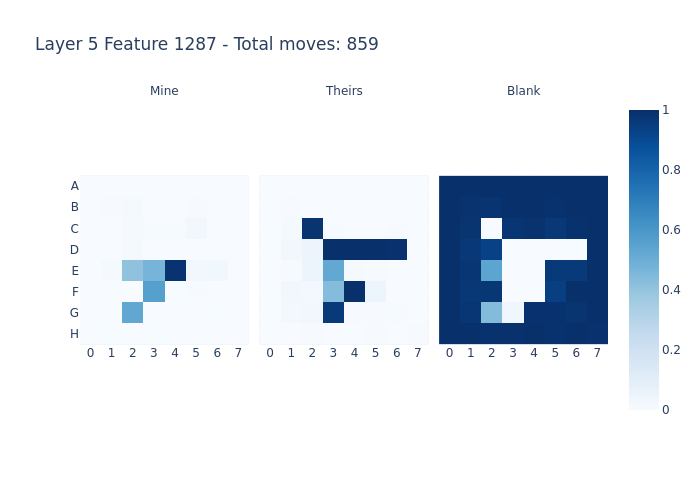 Layer 5 Feature 1287 - Total moves: 859
Mine Theirs Blank
A
B
C
D
E
F
G
H
0 1 2 3 4 5 6 7 0 1 2 3 4 5 6 7 0 1 2 3 4 5 6 7
1
0.8
0.6
0.4
0.2
0